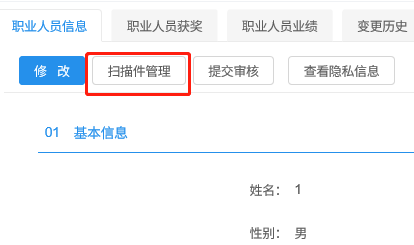 职业人员信息 职业人员获奖 职业人员业绩 变更历史
修 改 扫描件管理 提交审核 查看隐私信息
01 基本信息
姓名： 1
性别： 男